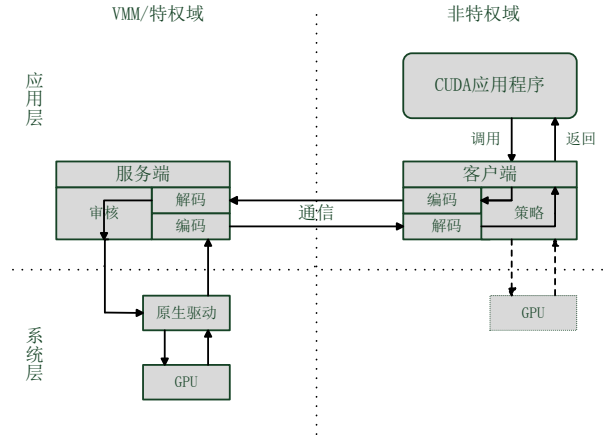 VMM/特权域
非特权域
应用层
CUDA应用程序
调用
返回
服务端
客户端
审核
解码
编码
通信
编码
解码
策略
系统层
原生驱动
GPU
GPU